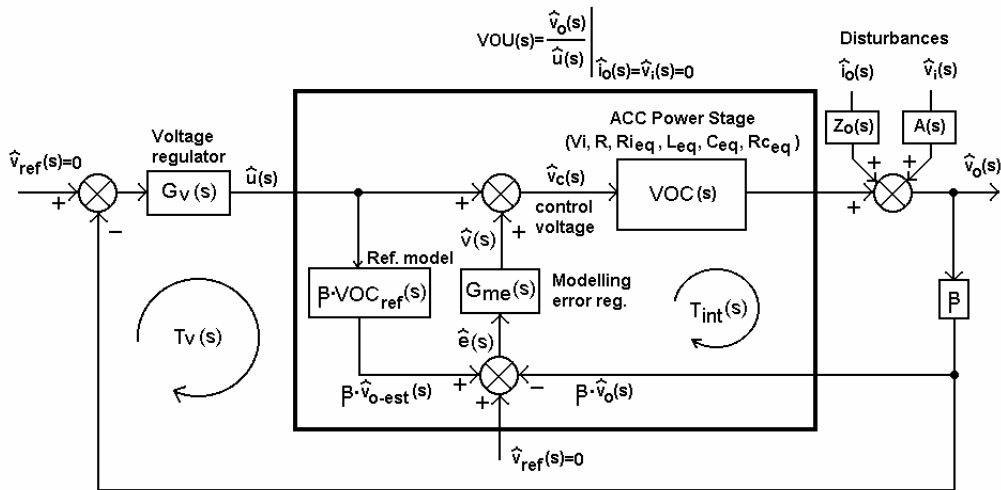 VOU(s)= v̂o(s) / û(s) | îo(s)=v̂i(s)=0
Disturbances
îo(s)
v̂i(s)
Zo(s)
A(s)
ACC Power Stage
(Vi, R, Rieq, Leq, Ceq, Rceq)
Voltage
regulator
v̂ref(s)=0
Gv(s)
û(s)
v̂c(s)
control
voltage
VOC(s)
v̂o(s)
+
−
+
+
+
+
+
v̂(s)
Ref. model
β·VOCref(s)
Gme(s)
Modelling
error reg.
Tint(s)
β
Tv(s)
ê(s)
β·v̂o-est(s)
+
+
−
β·v̂o(s)
v̂ref(s)=0